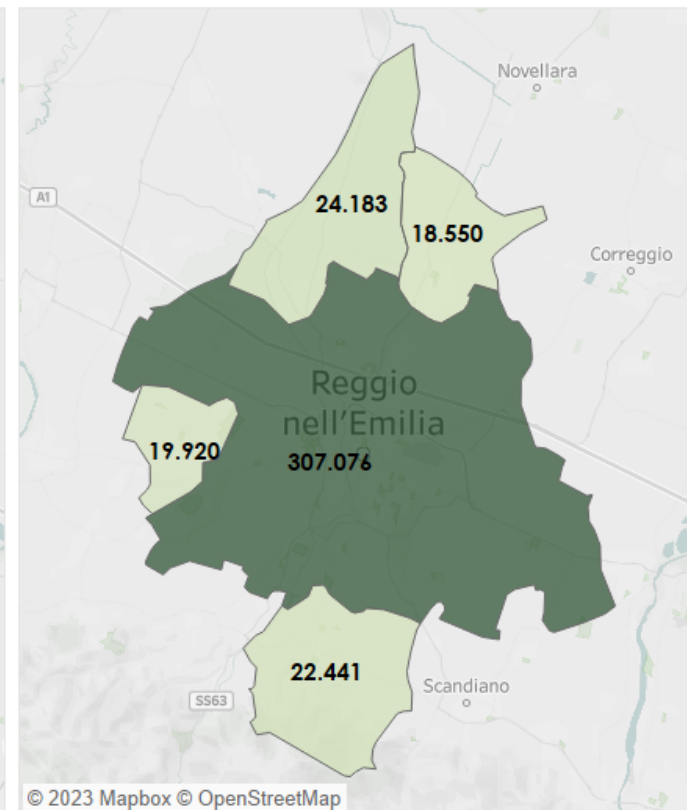 Novellara
A1
24.183
18.550
Correggio
Reggio
nell'Emilia
19.920
307.076
22.441
Scandiano
SS63
© 2023 Mapbox © OpenStreetMap